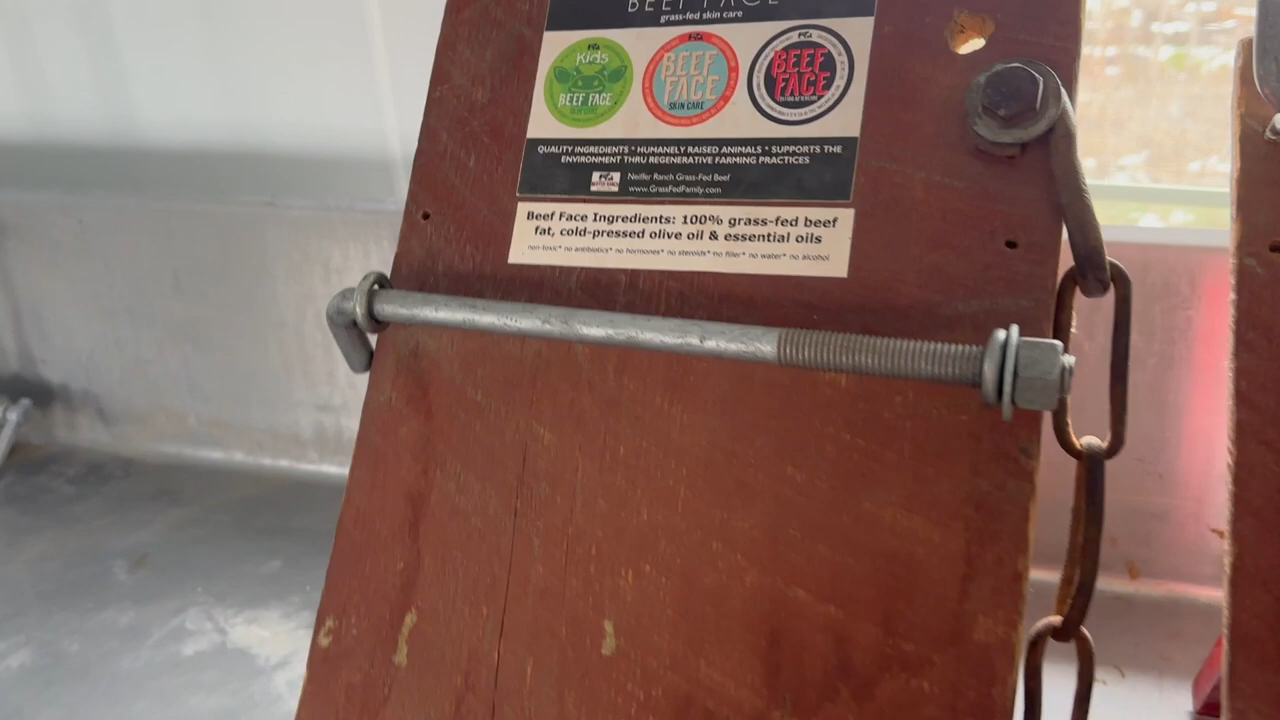 BEEF FACE
grass-fed skin care
Kids
BEEF FACE
BEEF
FACE
SKIN CARE
BEEF
FACE
QUALITY INGREDIENTS * HUMANELY RAISED ANIMALS * SUPPORTS THE
ENVIRONMENT THRU REGENERATIVE FARMING PRACTICES
Neiffer Ranch Grass-Fed Beef
www.GrassFedFamily.com
Beef Face Ingredients: 100% grass-fed beef
fat, cold-pressed olive oil & essential oils
non-toxic* no antibiotics* no hormones* no steroids* no filler* no water* no alcohol